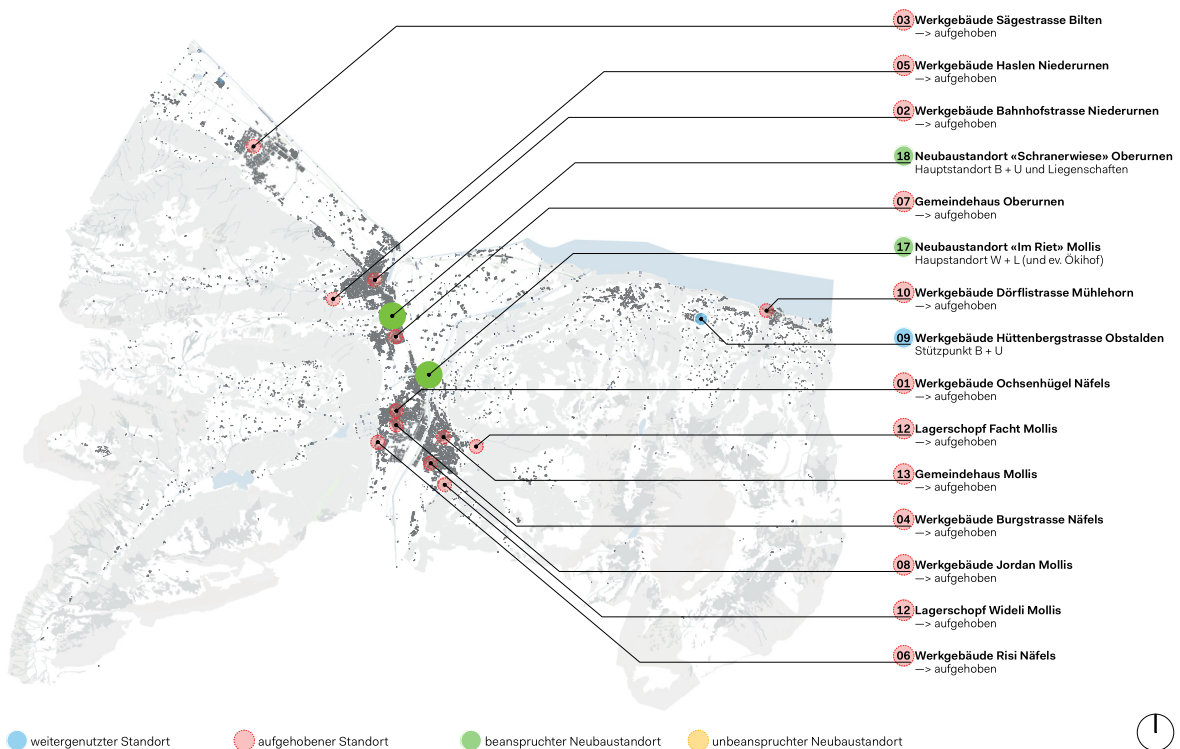 03 Werkgebäude Sägestrasse Bilten
—> aufgehoben
05 Werkgebäude Haslen Niederurnen
—> aufgehoben
02 Werkgebäude Bahnhofstrasse Niederurnen
—> aufgehoben
18 Neubaustandort «Schranerwiese» Oberurnen
Hauptstandort B + U und Liegenschaften
07 Gemeindehaus Oberurnen
—> aufgehoben
17 Neubaustandort «Im Riet» Mollis
Haupstandort W + L (und ev. Ökihof)
10 Werkgebäude Dörflistrasse Mühlehorn
—> aufgehoben
09 Werkgebäude Hüttenbergstrasse Obstalden
Stützpunkt B + U
01 Werkgebäude Ochsenhügel Näfels
—> aufgehoben
12 Lagerschopf Facht Mollis
—> aufgehoben
13 Gemeindehaus Mollis
—> aufgehoben
04 Werkgebäude Burgstrasse Näfels
—> aufgehoben
08 Werkgebäude Jordan Mollis
—> aufgehoben
12 Lagerschopf Wideli Mollis
—> aufgehoben
06 Werkgebäude Risi Näfels
—> aufgehoben
weitergenutzter Standort
aufgehobener Standort
beanspruchter Neubaustandort
unbeanspruchter Neubaustandort